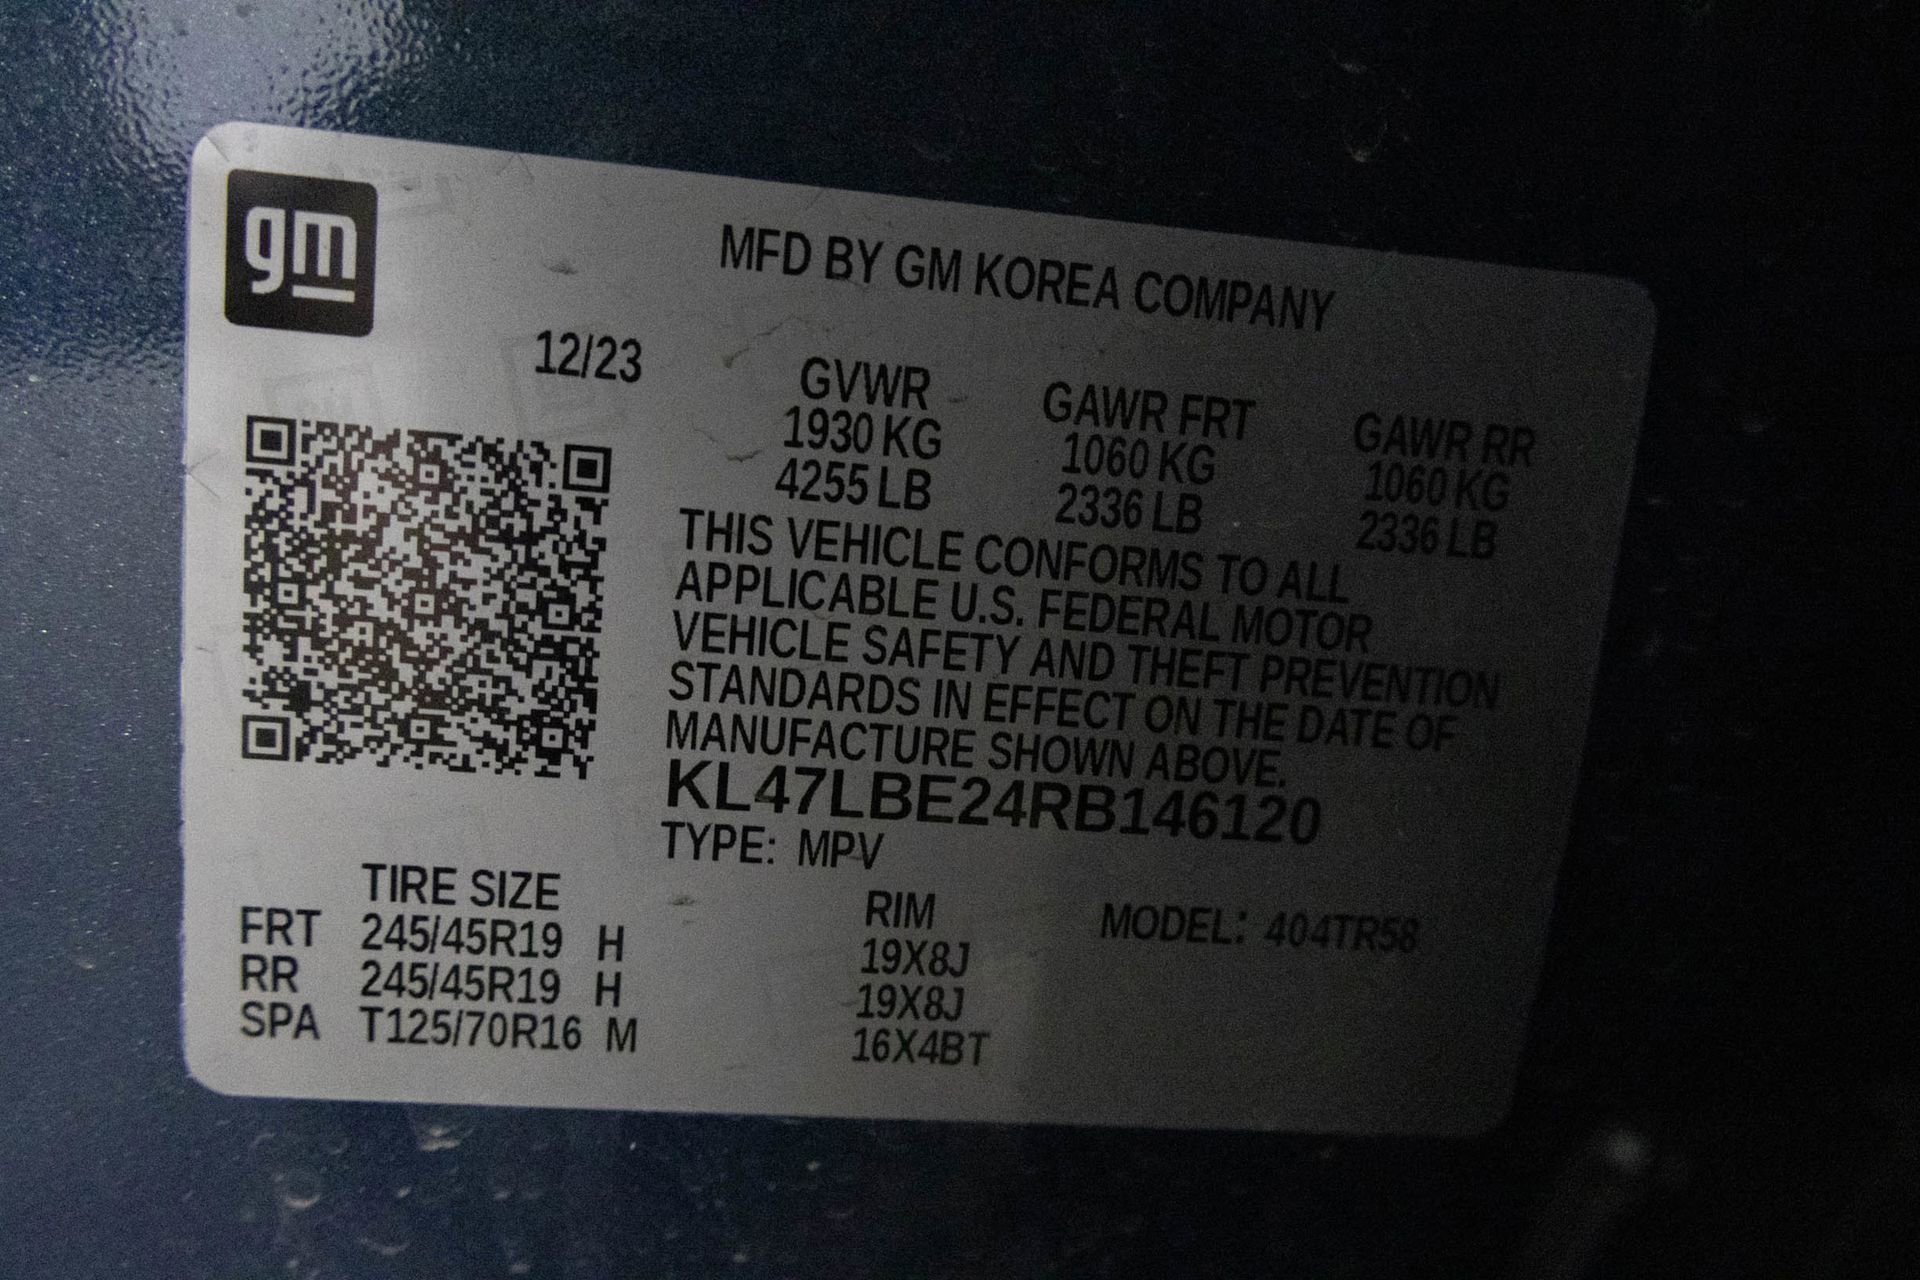 gm
MFD BY GM KOREA COMPANY
12/23
GVWR GAWR FRT GAWR RR
1930 KG 1060 KG 1060 KG
4255 LB 2336 LB 2336 LB
THIS VEHICLE CONFORMS TO ALL
APPLICABLE U.S. FEDERAL MOTOR
VEHICLE SAFETY AND THEFT PREVENTION
STANDARDS IN EFFECT ON THE DATE OF
MANUFACTURE SHOWN ABOVE.
KL47LBE24RB146120
TYPE: MPV
TIRE SIZE RIM MODEL: 404TR58
FRT 245/45R19 H 19X8J
RR 245/45R19 H 19X8J
SPA T125/70R16 M 16X4BT